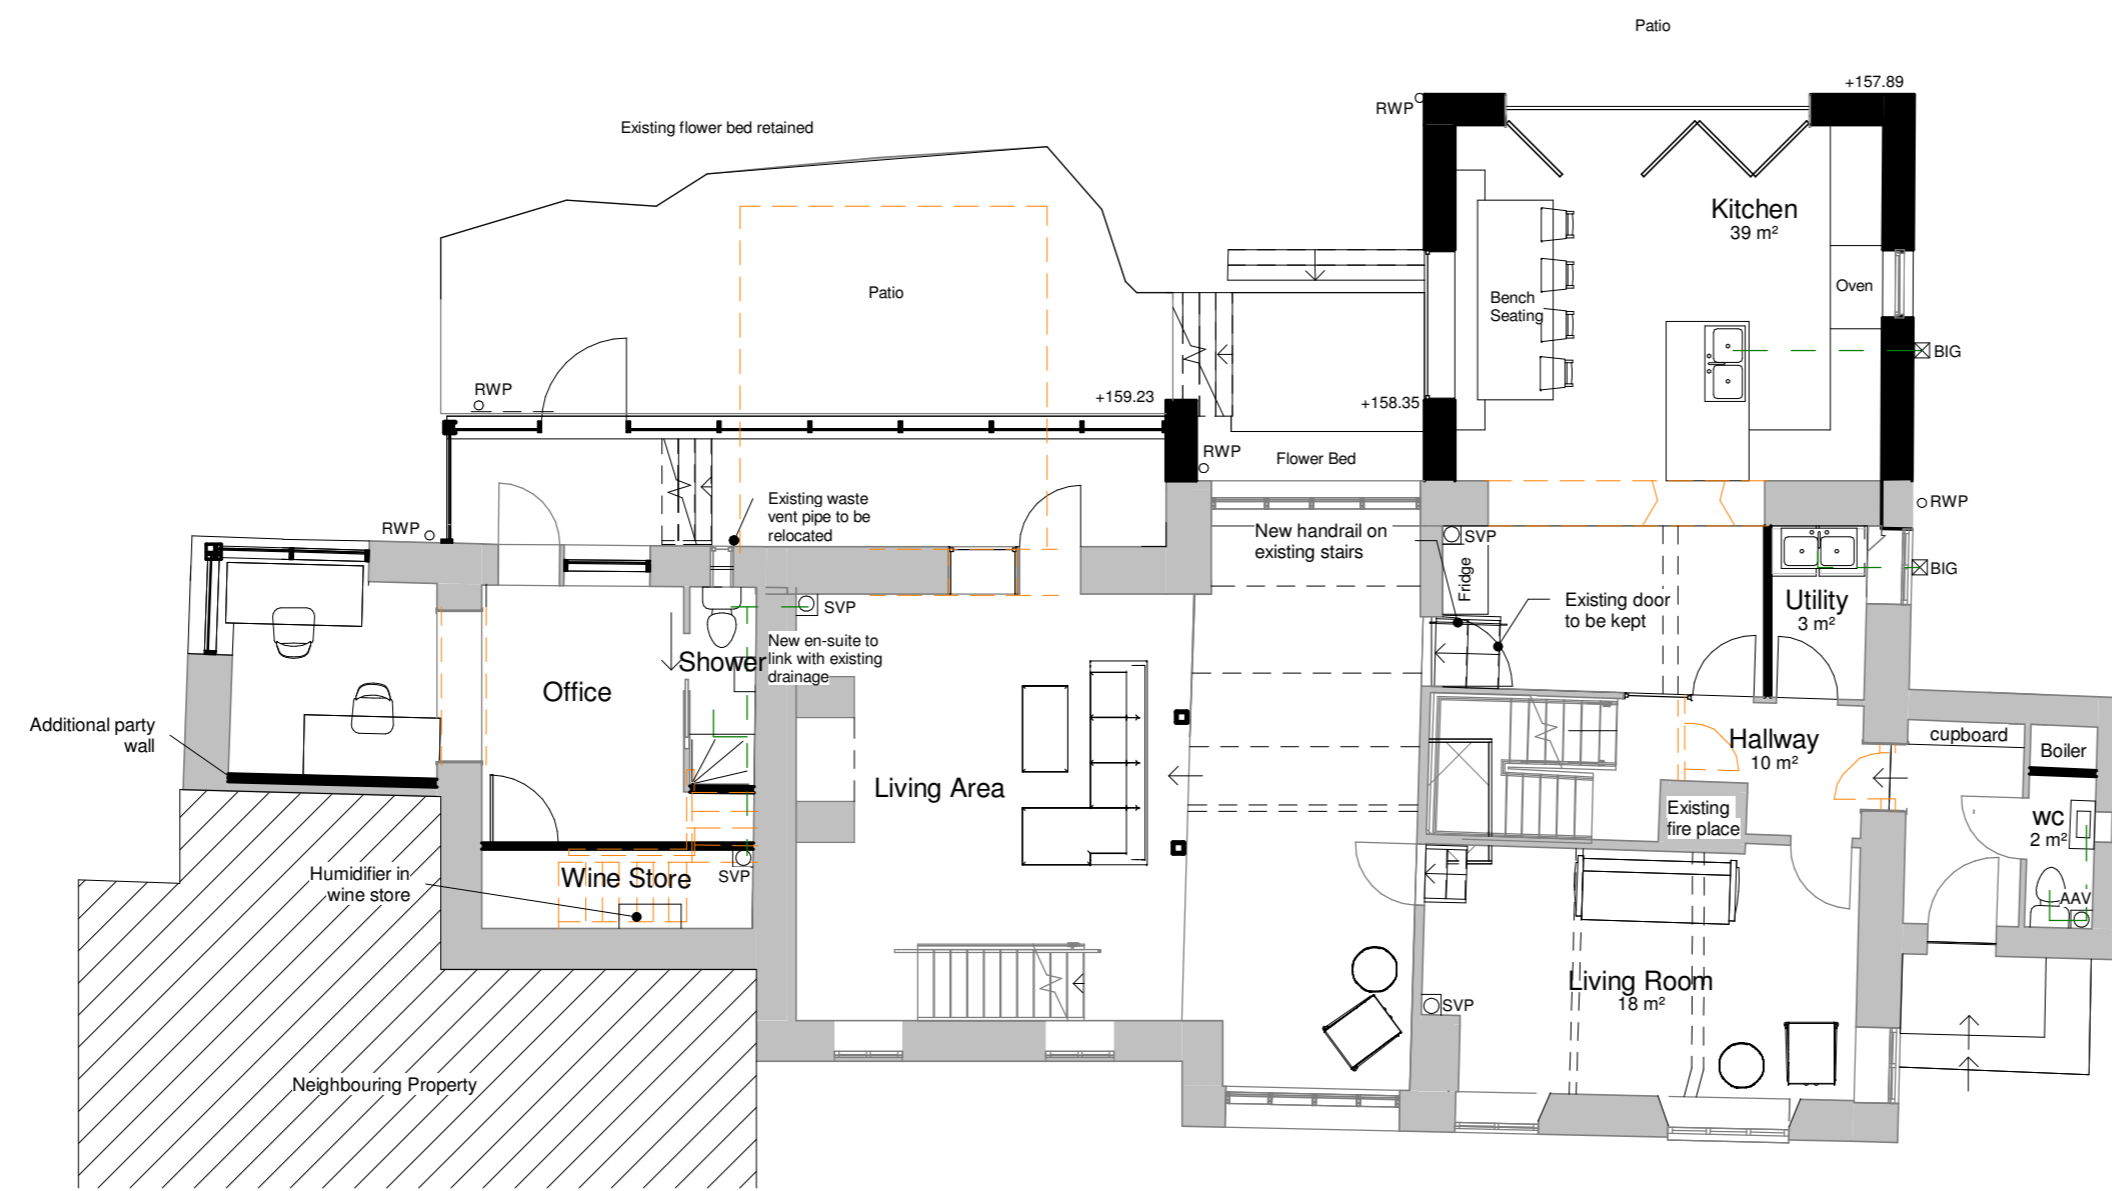 Patio
+157.89
RWP
Existing flower bed retained
Kitchen
39 m²
Patio
Oven
Bench
Seating
BIG
RWP
+159.23
+158.35
RWP
Flower Bed
Existing waste
vent pipe to be
relocated
RWP
RWP
New handrail on
existing stairs
SVP
Fridge
BIG
Existing door
to be kept
Utility
3 m²
SVP
New en-suite to
link with existing
drainage
Shower
Office
Additional party
wall
Living Area
Hallway
10 m²
cupboard
Boiler
Existing
fire place
WC
2 m²
Humidifier in
wine store
Wine Store
SVP
AAV
Living Room
18 m²
SVP
Neighbouring Property